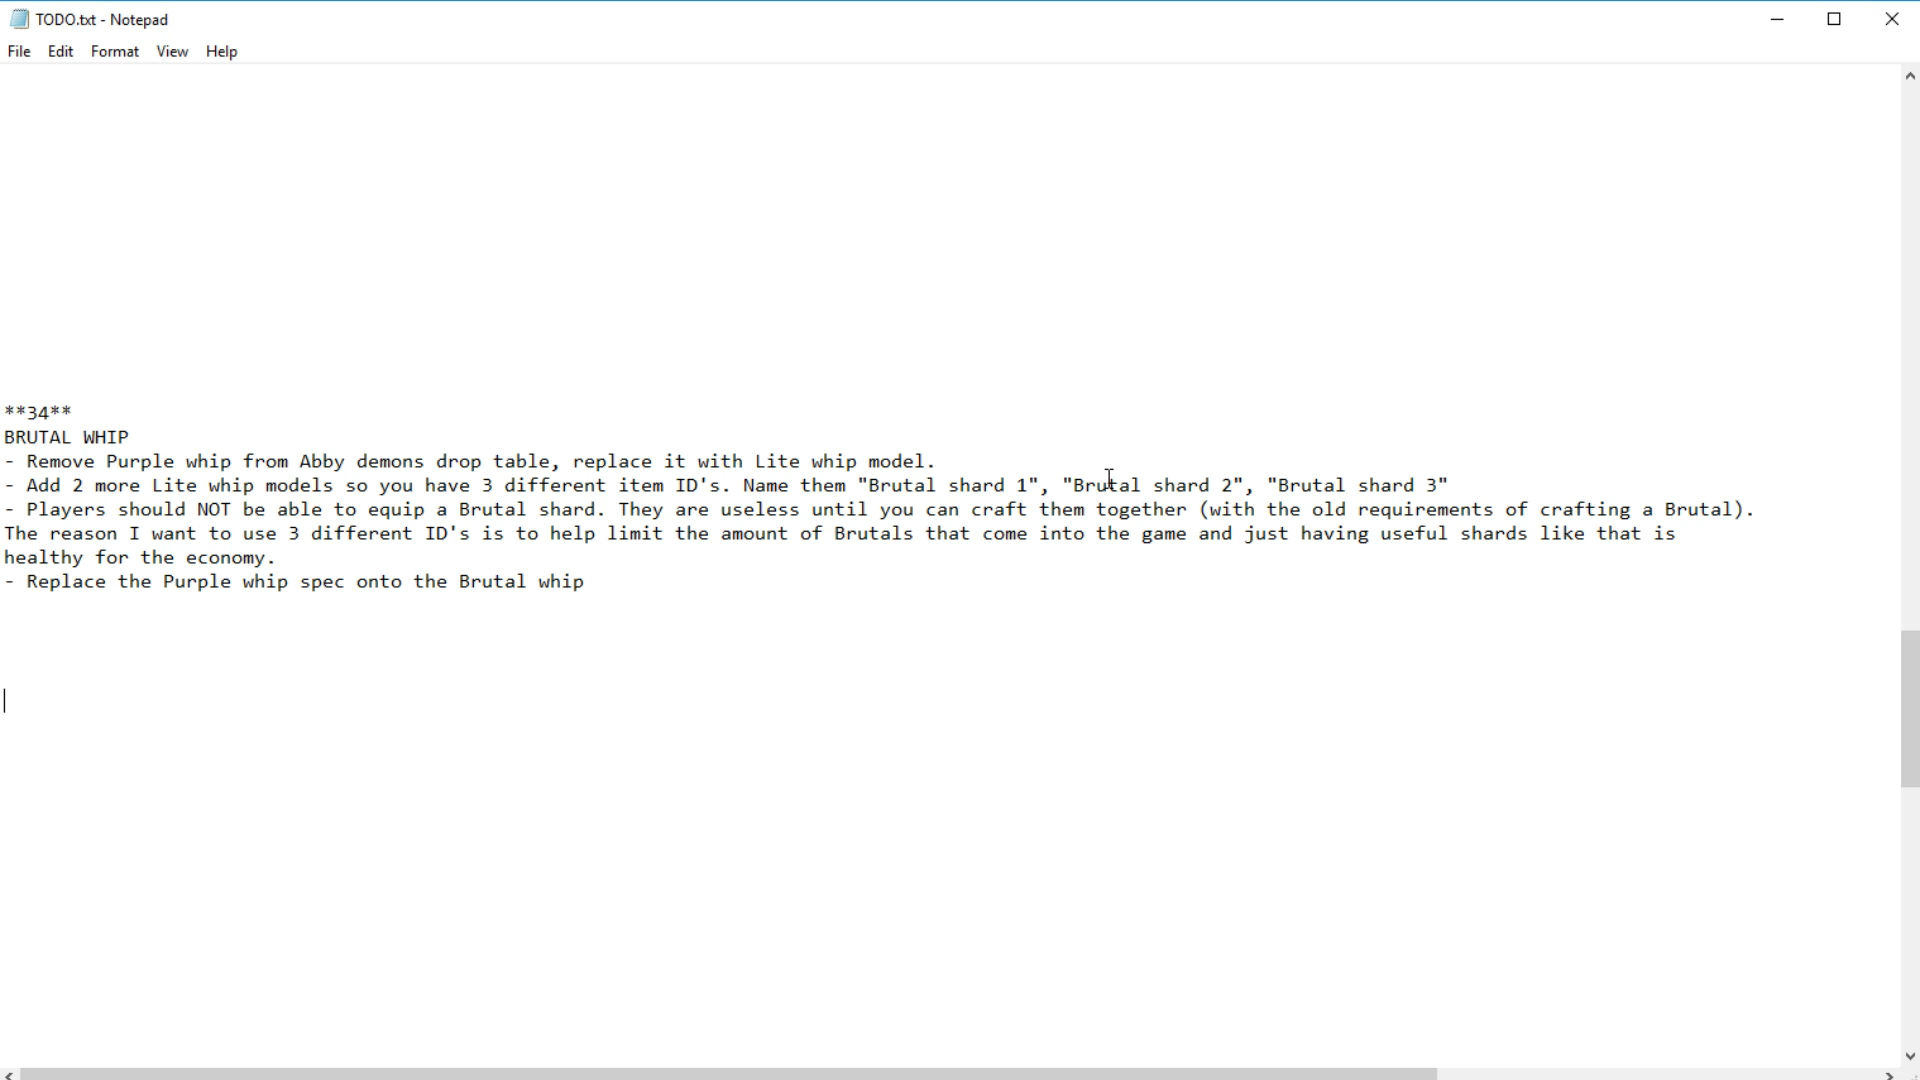 TODO.txt - Notepad
File Edit Format View Help
**34**
BRUTAL WHIP
- Remove Purple whip from Abby demons drop table, replace it with Lite whip model.
- Add 2 more Lite whip models so you have 3 different item ID's. Name them "Brutal shard 1", "Brutal shard 2", "Brutal shard 3"
- Players should NOT be able to equip a Brutal shard. They are useless until you can craft them together (with the old requirements of crafting a Brutal).
The reason I want to use 3 different ID's is to help limit the amount of Brutals that come into the game and just having useful shards like that is
healthy for the economy.
- Replace the Purple whip spec onto the Brutal whip